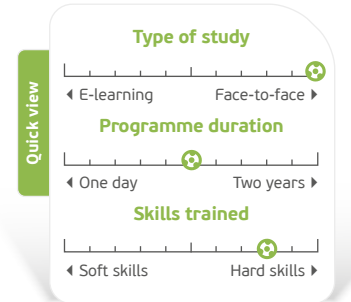 Quick view
Type of study
E-learning Face-to-face
Programme duration
One day Two years
Skills trained
Soft skills Hard skills